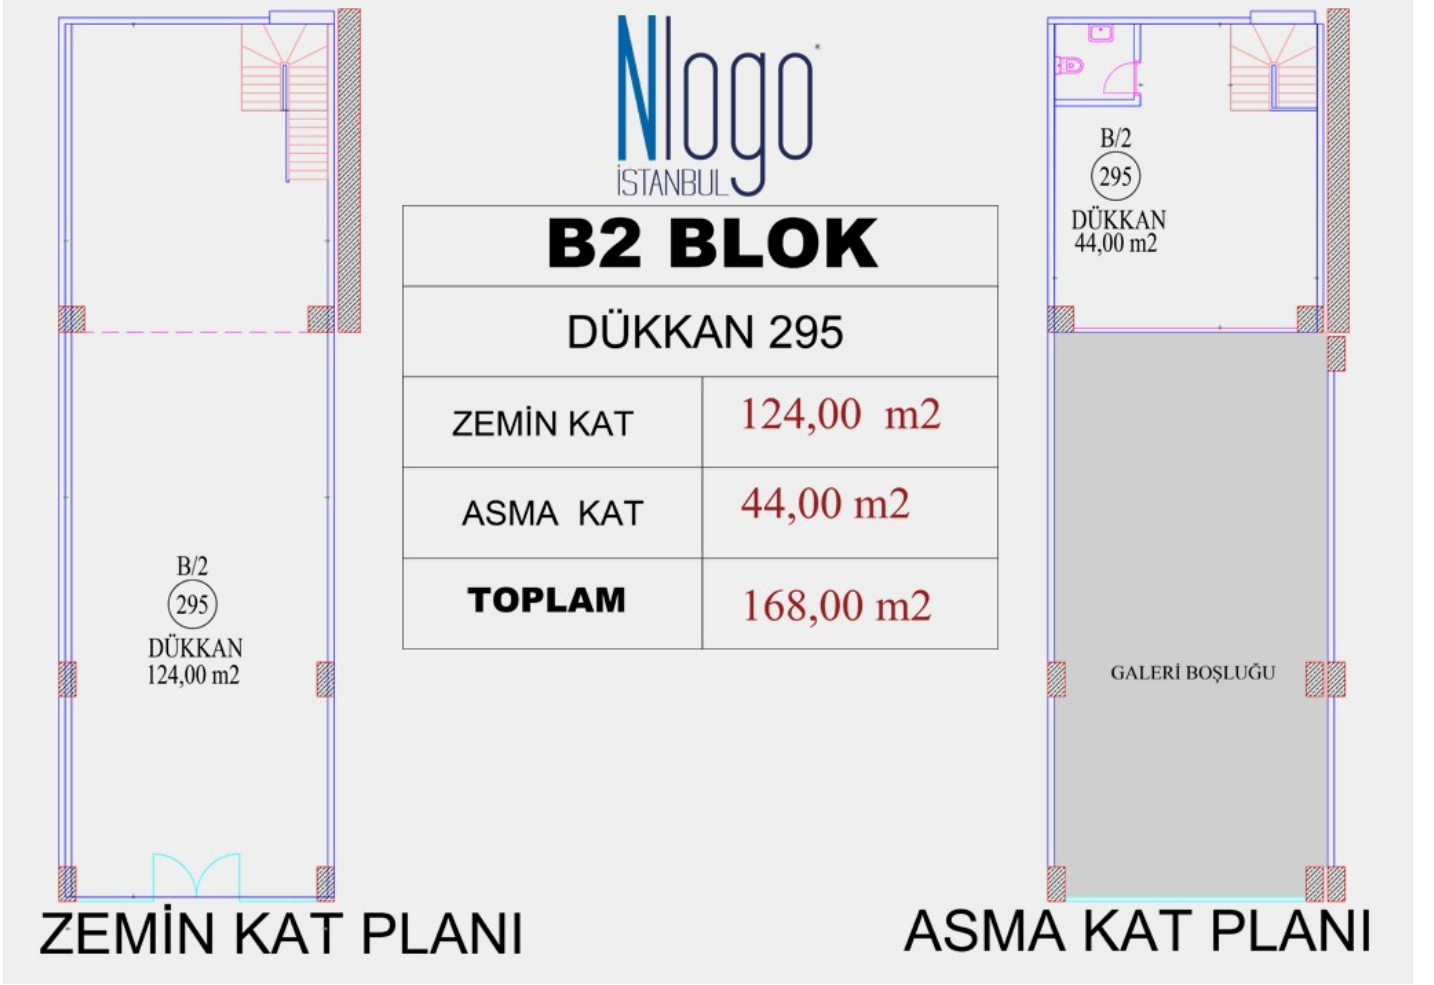 Nlogo
İSTANBUL
B2 BLOK
DÜKKAN 295
ZEMİN KAT 124,00 m2
ASMA KAT 44,00 m2
TOPLAM 168,00 m2
B/2
295
DÜKKAN
124,00 m2
ZEMİN KAT PLANI
B/2
295
DÜKKAN
44,00 m2
GALERİ BOŞLUĞU
ASMA KAT PLANI